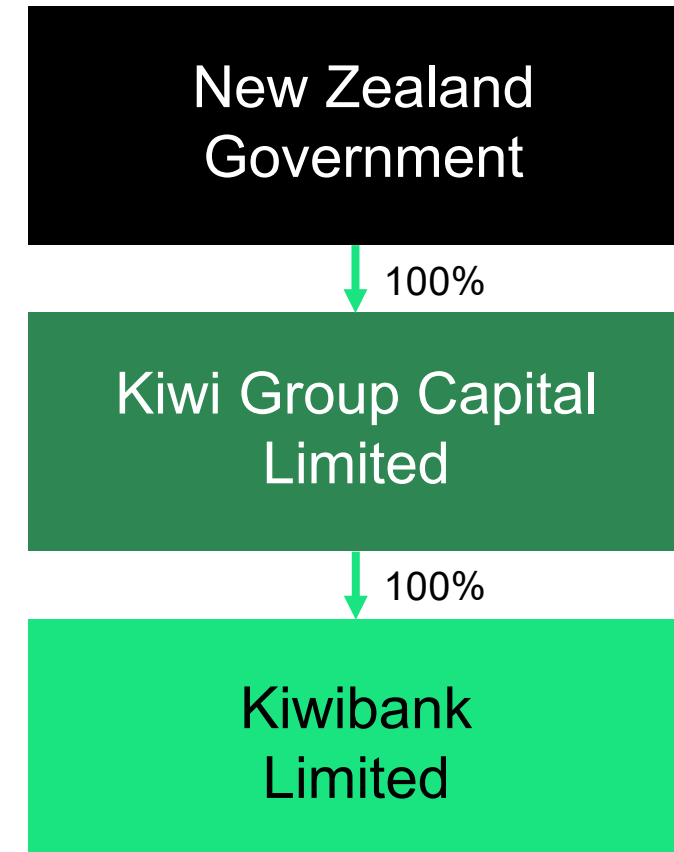 New Zealand
Government
100%
Kiwi Group Capital
Limited
100%
Kiwibank
Limited